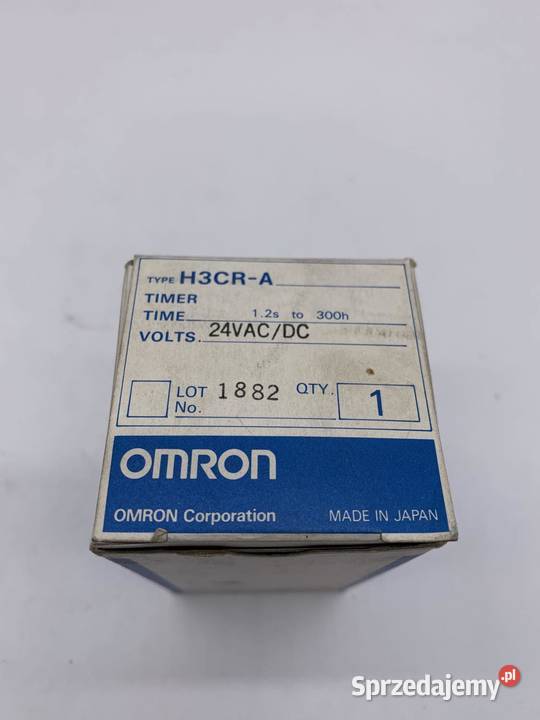 TYPE H3CR-A
TIMER
TIME 1.2s to 300h
VOLTS. 24VAC/DC
LOT No. 1882 QTY. 1
OMRON
OMRON Corporation MADE IN JAPAN
Sprzedajemy.pl